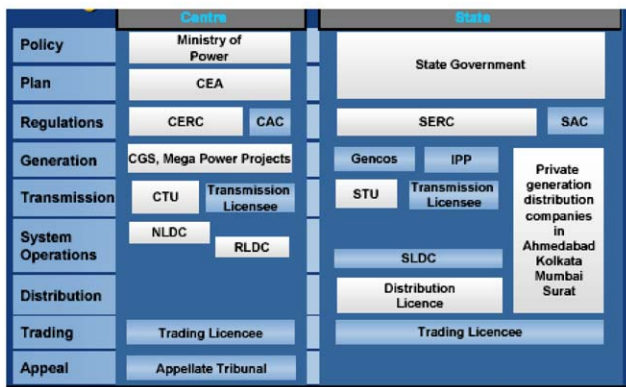 Centre
State
Policy
Ministry of
Power
State Government
Plan
CEA
Regulations
CERC
CAC
SERC
SAC
Generation
CGS, Mega Power Projects
Gencos
IPP
Private
generation
distribution
companies
in
Ahmedabad
Kolkata
Mumbai
Surat
Transmission
CTU
Transmission
Licensee
STU
Transmission
Licensee
System
Operations
NLDC
RLDC
SLDC
Distribution
Distribution
Licence
Trading
Trading Licencee
Trading Licencee
Appeal
Appellate Tribunal